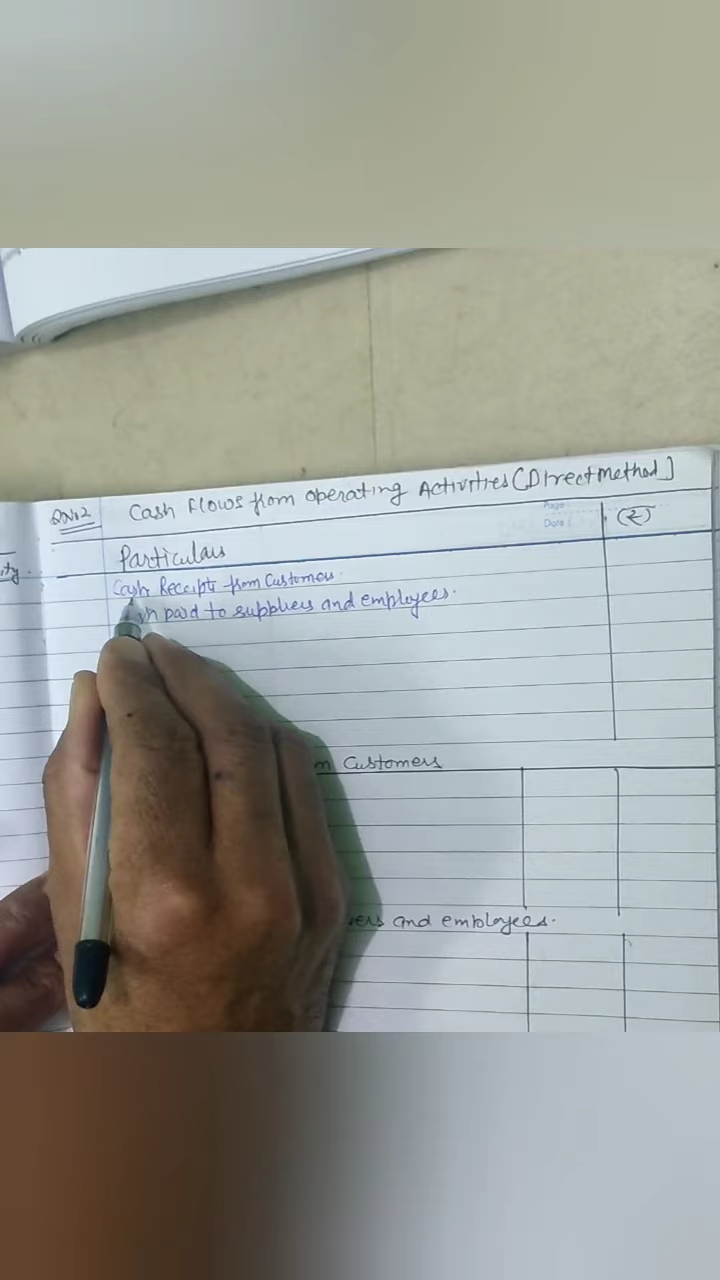 Cash Flows from Operating Activities [Direct Method]
Page
Date
Particulars (₹)
Cash Receipts from Customers.
paid to suppliers and employees.
Customers
and employees.